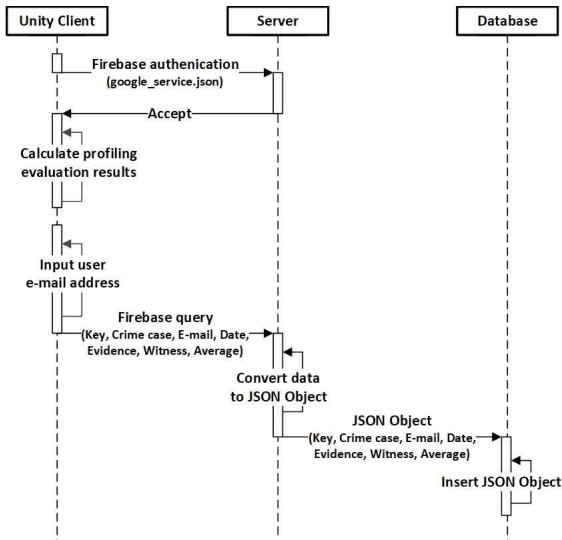 Unity Client
Server
Database
Firebase authenication
(google_service.json)
Accept
Calculate profiling
evaluation results
Input user
e-mail address
Firebase query
(Key, Crime case, E-mail, Date,
Evidence, Witness, Average)
Convert data
to JSON Object
JSON Object
(Key, Crime case, E-mail, Date,
Evidence, Witness, Average)
Insert JSON Object